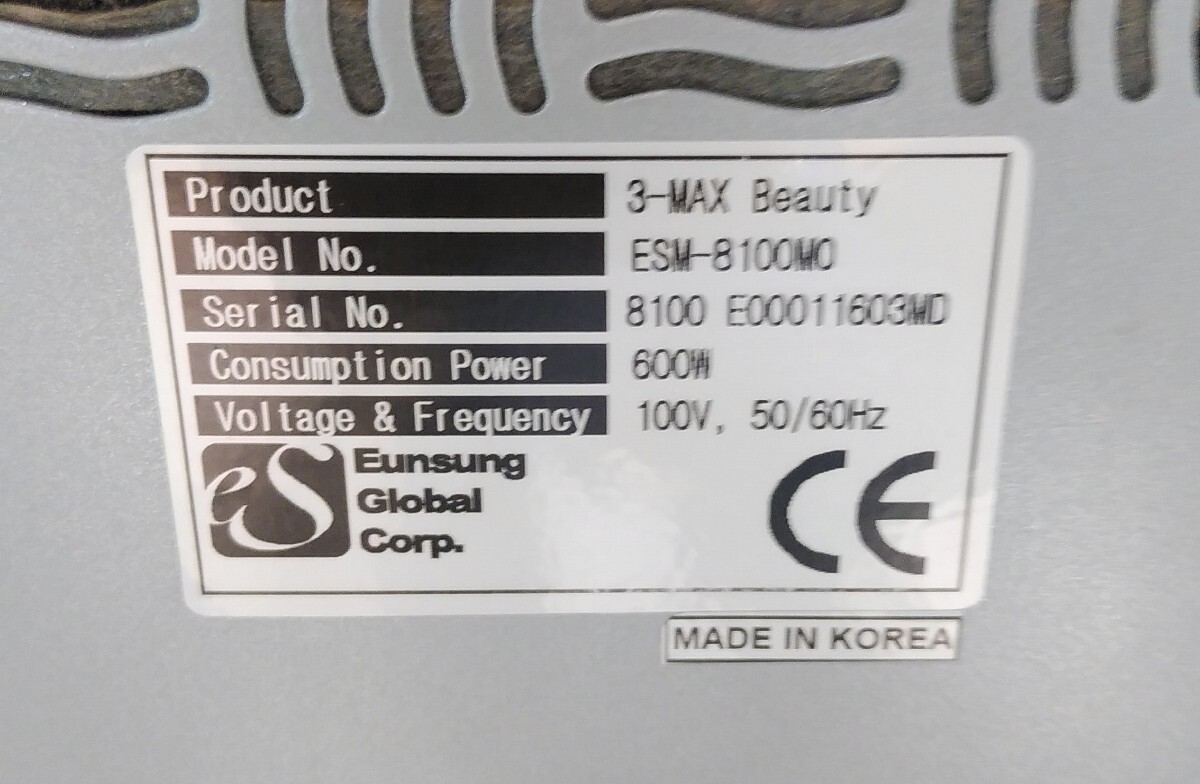 Product 3-MAX Beauty
Model No. ESM-8100MO
Serial No. 8100 E00011603MD
Consumption Power 600W
Voltage & Frequency 100V, 50/60Hz
eS Eunsung
Global
Corp.
CE
MADE IN KOREA